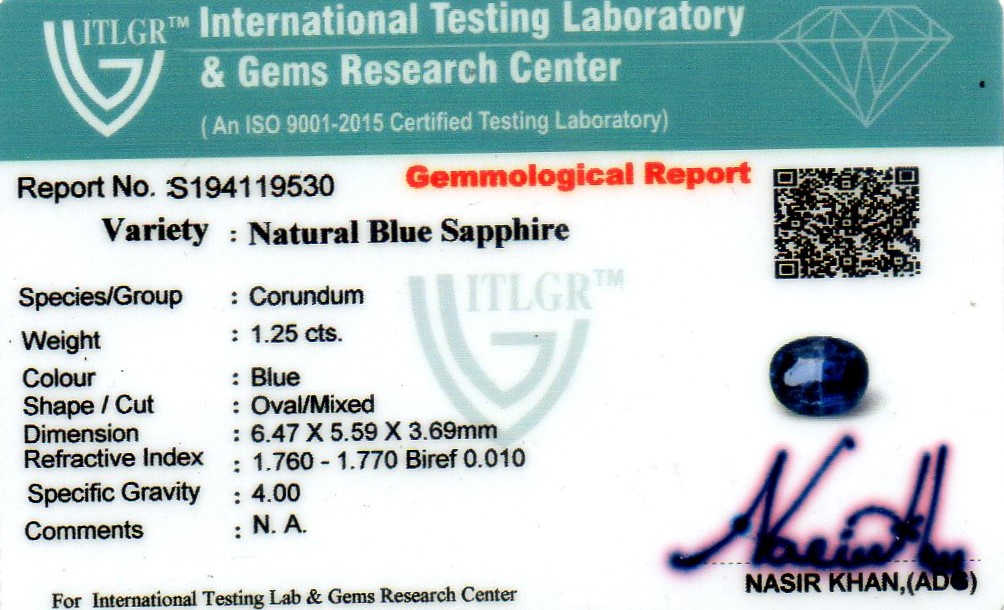 ITLGR™ International Testing Laboratory
& Gems Research Center
( An ISO 9001-2015 Certified Testing Laboratory)
Report No. :S194119530
Gemmological Report
Variety : Natural Blue Sapphire
ITLGR™
Species/Group : Corundum
Weight : 1.25 cts.
Colour : Blue
Shape / Cut : Oval/Mixed
Dimension : 6.47 X 5.59 X 3.69mm
Refractive Index : 1.760 - 1.770 Biref 0.010
Specific Gravity : 4.00
Comments : N. A.
NASIR KHAN,(ADG)
For International Testing Lab & Gems Research Center